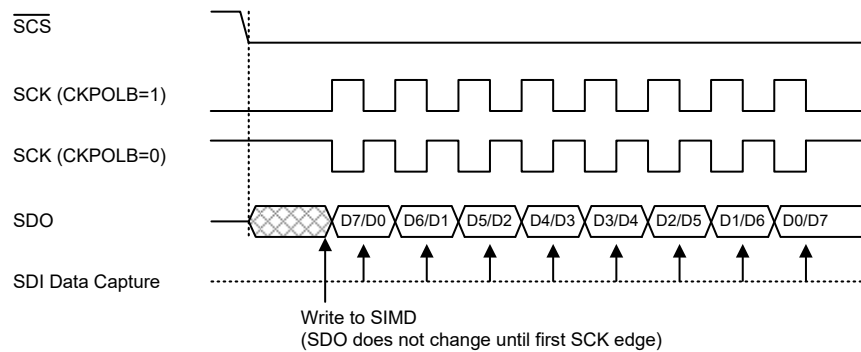 SCS
SCK (CKPOLB=1)
SCK (CKPOLB=0)
SDO
D7/D0 D6/D1 D5/D2 D4/D3 D3/D4 D2/D5 D1/D6 D0/D7
SDI Data Capture
Write to SIMD
(SDO does not change until first SCK edge)